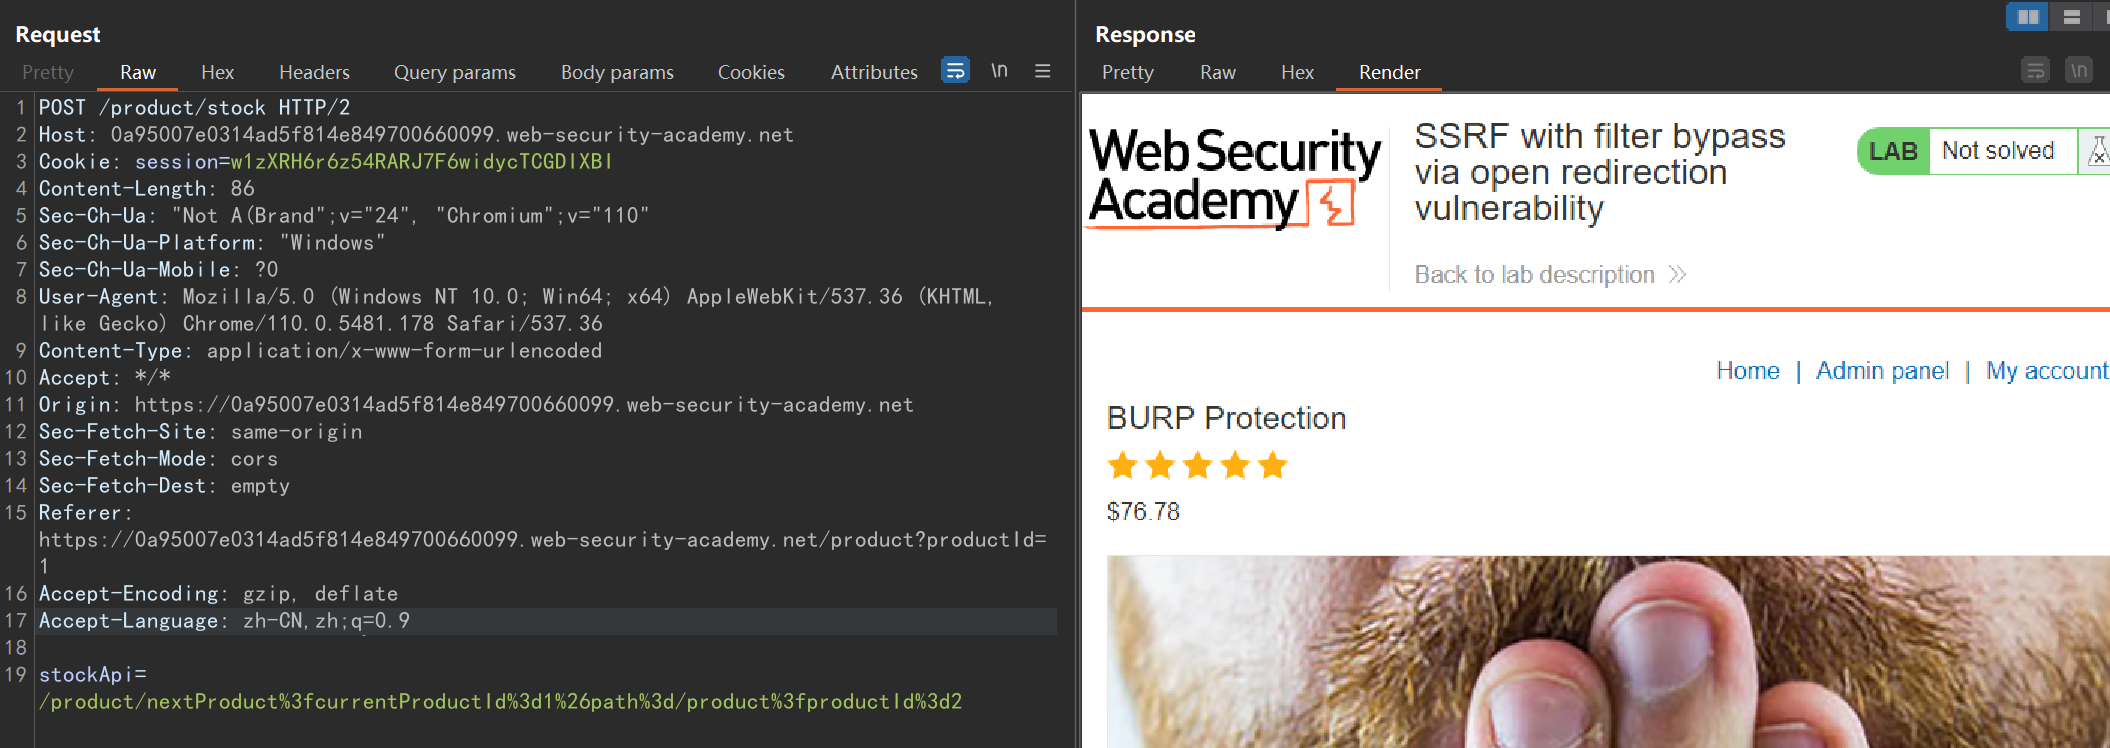 Request
Pretty Raw Hex Headers Query params Body params Cookies Attributes \n
1 POST /product/stock HTTP/2
2 Host: 0a95007e0314ad5f814e849700660099.web-security-academy.net
3 Cookie: session=w1zXRH6r6z54RARJ7F6widycTCGDIXBI
4 Content-Length: 86
5 Sec-Ch-Ua: "Not A(Brand";v="24", "Chromium";v="110"
6 Sec-Ch-Ua-Platform: "Windows"
7 Sec-Ch-Ua-Mobile: ?0
8 User-Agent: Mozilla/5.0 (Windows NT 10.0; Win64; x64) AppleWebKit/537.36 (KHTML,
like Gecko) Chrome/110.0.5481.178 Safari/537.36
9 Content-Type: application/x-www-form-urlencoded
10 Accept: */*
11 Origin: https://0a95007e0314ad5f814e849700660099.web-security-academy.net
12 Sec-Fetch-Site: same-origin
13 Sec-Fetch-Mode: cors
14 Sec-Fetch-Dest: empty
15 Referer:
https://0a95007e0314ad5f814e849700660099.web-security-academy.net/product?productId=
1
16 Accept-Encoding: gzip, deflate
17 Accept-Language: zh-CN,zh;q=0.9
18
19 stockApi=
/product/nextProduct%3fcurrentProductId%3d1%26path%3d/product%3fproductId%3d2
Response
Pretty Raw Hex Render \n
Web Security
Academy
SSRF with filter bypass
via open redirection
vulnerability
Back to lab description
LAB Not solved
Home | Admin panel | My account
BURP Protection
$76.78